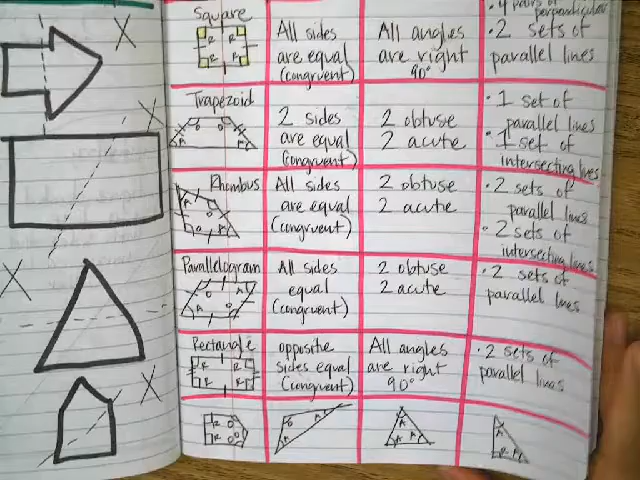 Square
All sides
are equal
(congruent)
All angles
are right
90°
4 pairs of
perpendicular
• 2 sets of
parallel lines
Trapezoid
2 sides
are equal
(congruent)
2 obtuse
2 acute
• 1 set of
parallel lines
• 1 set of
intersecting lines
Rhombus
All sides
are equal
(congruent)
2 obtuse
2 acute
• 2 sets of
parallel lines
• 2 sets of
intersecting lines
Parallelogram
All sides
equal
(congruent)
2 obtuse
2 acute
• 2 sets of
parallel lines
Rectangle
opposite
sides equal
(congruent)
All angles
are right
90°
• 2 sets of
parallel lines